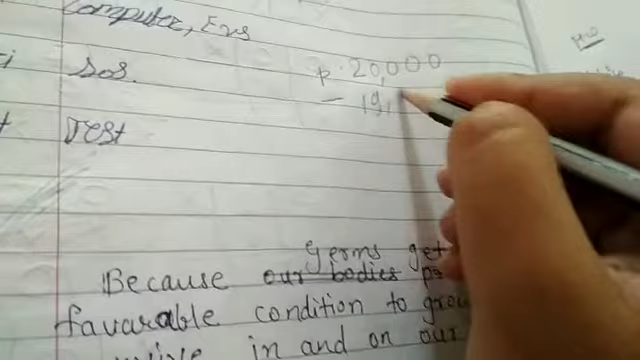 Computer, Evs
Sos.
Test
p. 20,000
- 19,
germs get
Because our bodies
favarable condition to grow
in and on our